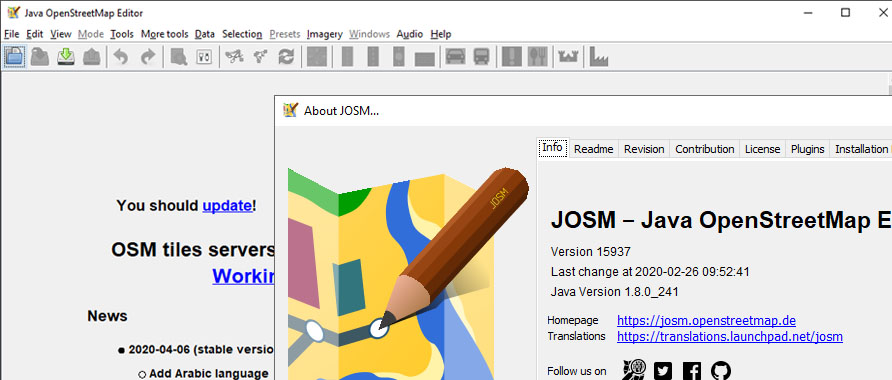 Java OpenStreetMap Editor
File Edit View Mode Tools More tools Data Selection Presets Imagery Windows Audio Help
About JOSM...
Info Readme Revision Contribution License Plugins Installation
JOSM
You should update!
JOSM – Java OpenStreetMap E
Version 15937
OSM tiles servers
Last change at 2020-02-26 09:52:41
Workin
Java Version 1.8.0_241
News
Homepage https://josm.openstreetmap.de
Translations https://translations.launchpad.net/josm
2020-04-06 (stable versio
Add Arabic language
Follow us on